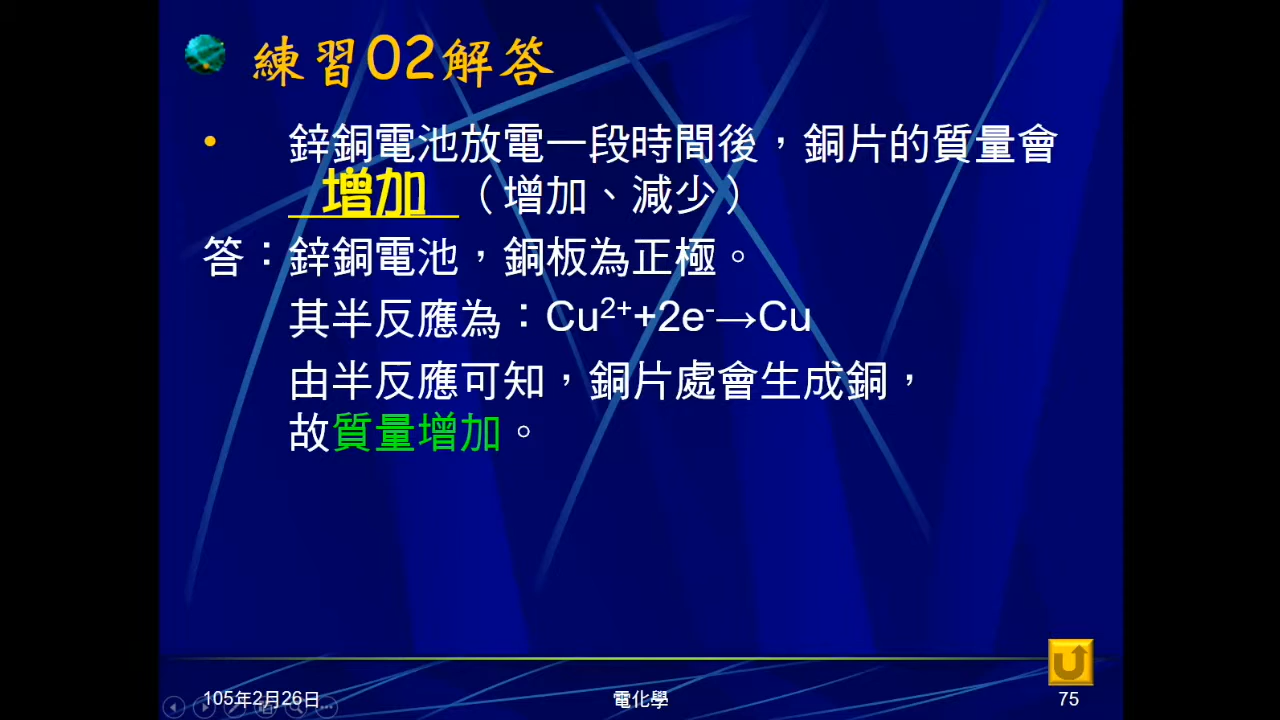 練習02解答
• 鋅銅電池放電一段時間後，銅片的質量會
增加（增加、減少）
答：鋅銅電池，銅板為正極。
其半反應為：Cu²⁺+2e⁻→Cu
由半反應可知，銅片處會生成銅，
故質量增加。
105年2月26日
電化學
75